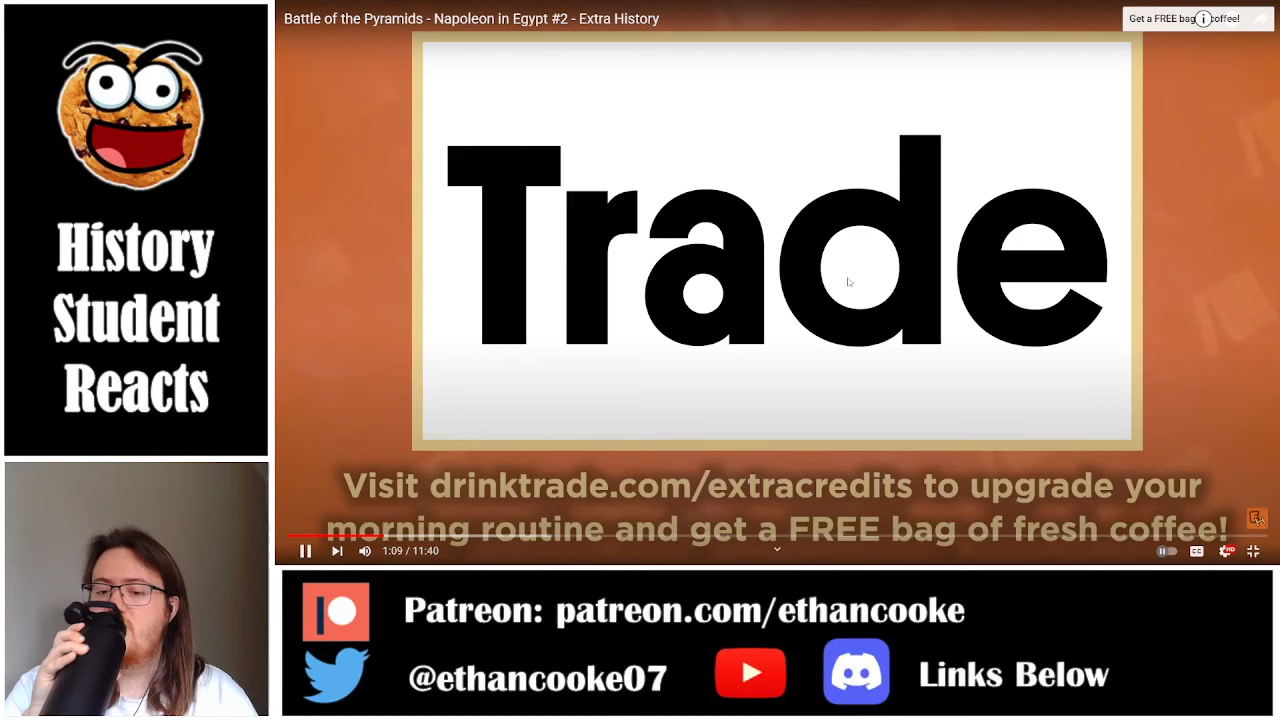 Battle of the Pyramids - Napoleon in Egypt #2 - Extra History
Get a FREE bag coffee!
Trade
Visit drinktrade.com/extracredits to upgrade your
morning routine and get a FREE bag of fresh coffee!
1:09 / 11:40
CC
HD
History
Student
Reacts
Patreon: patreon.com/ethancooke
@ethancooke07
Links Below